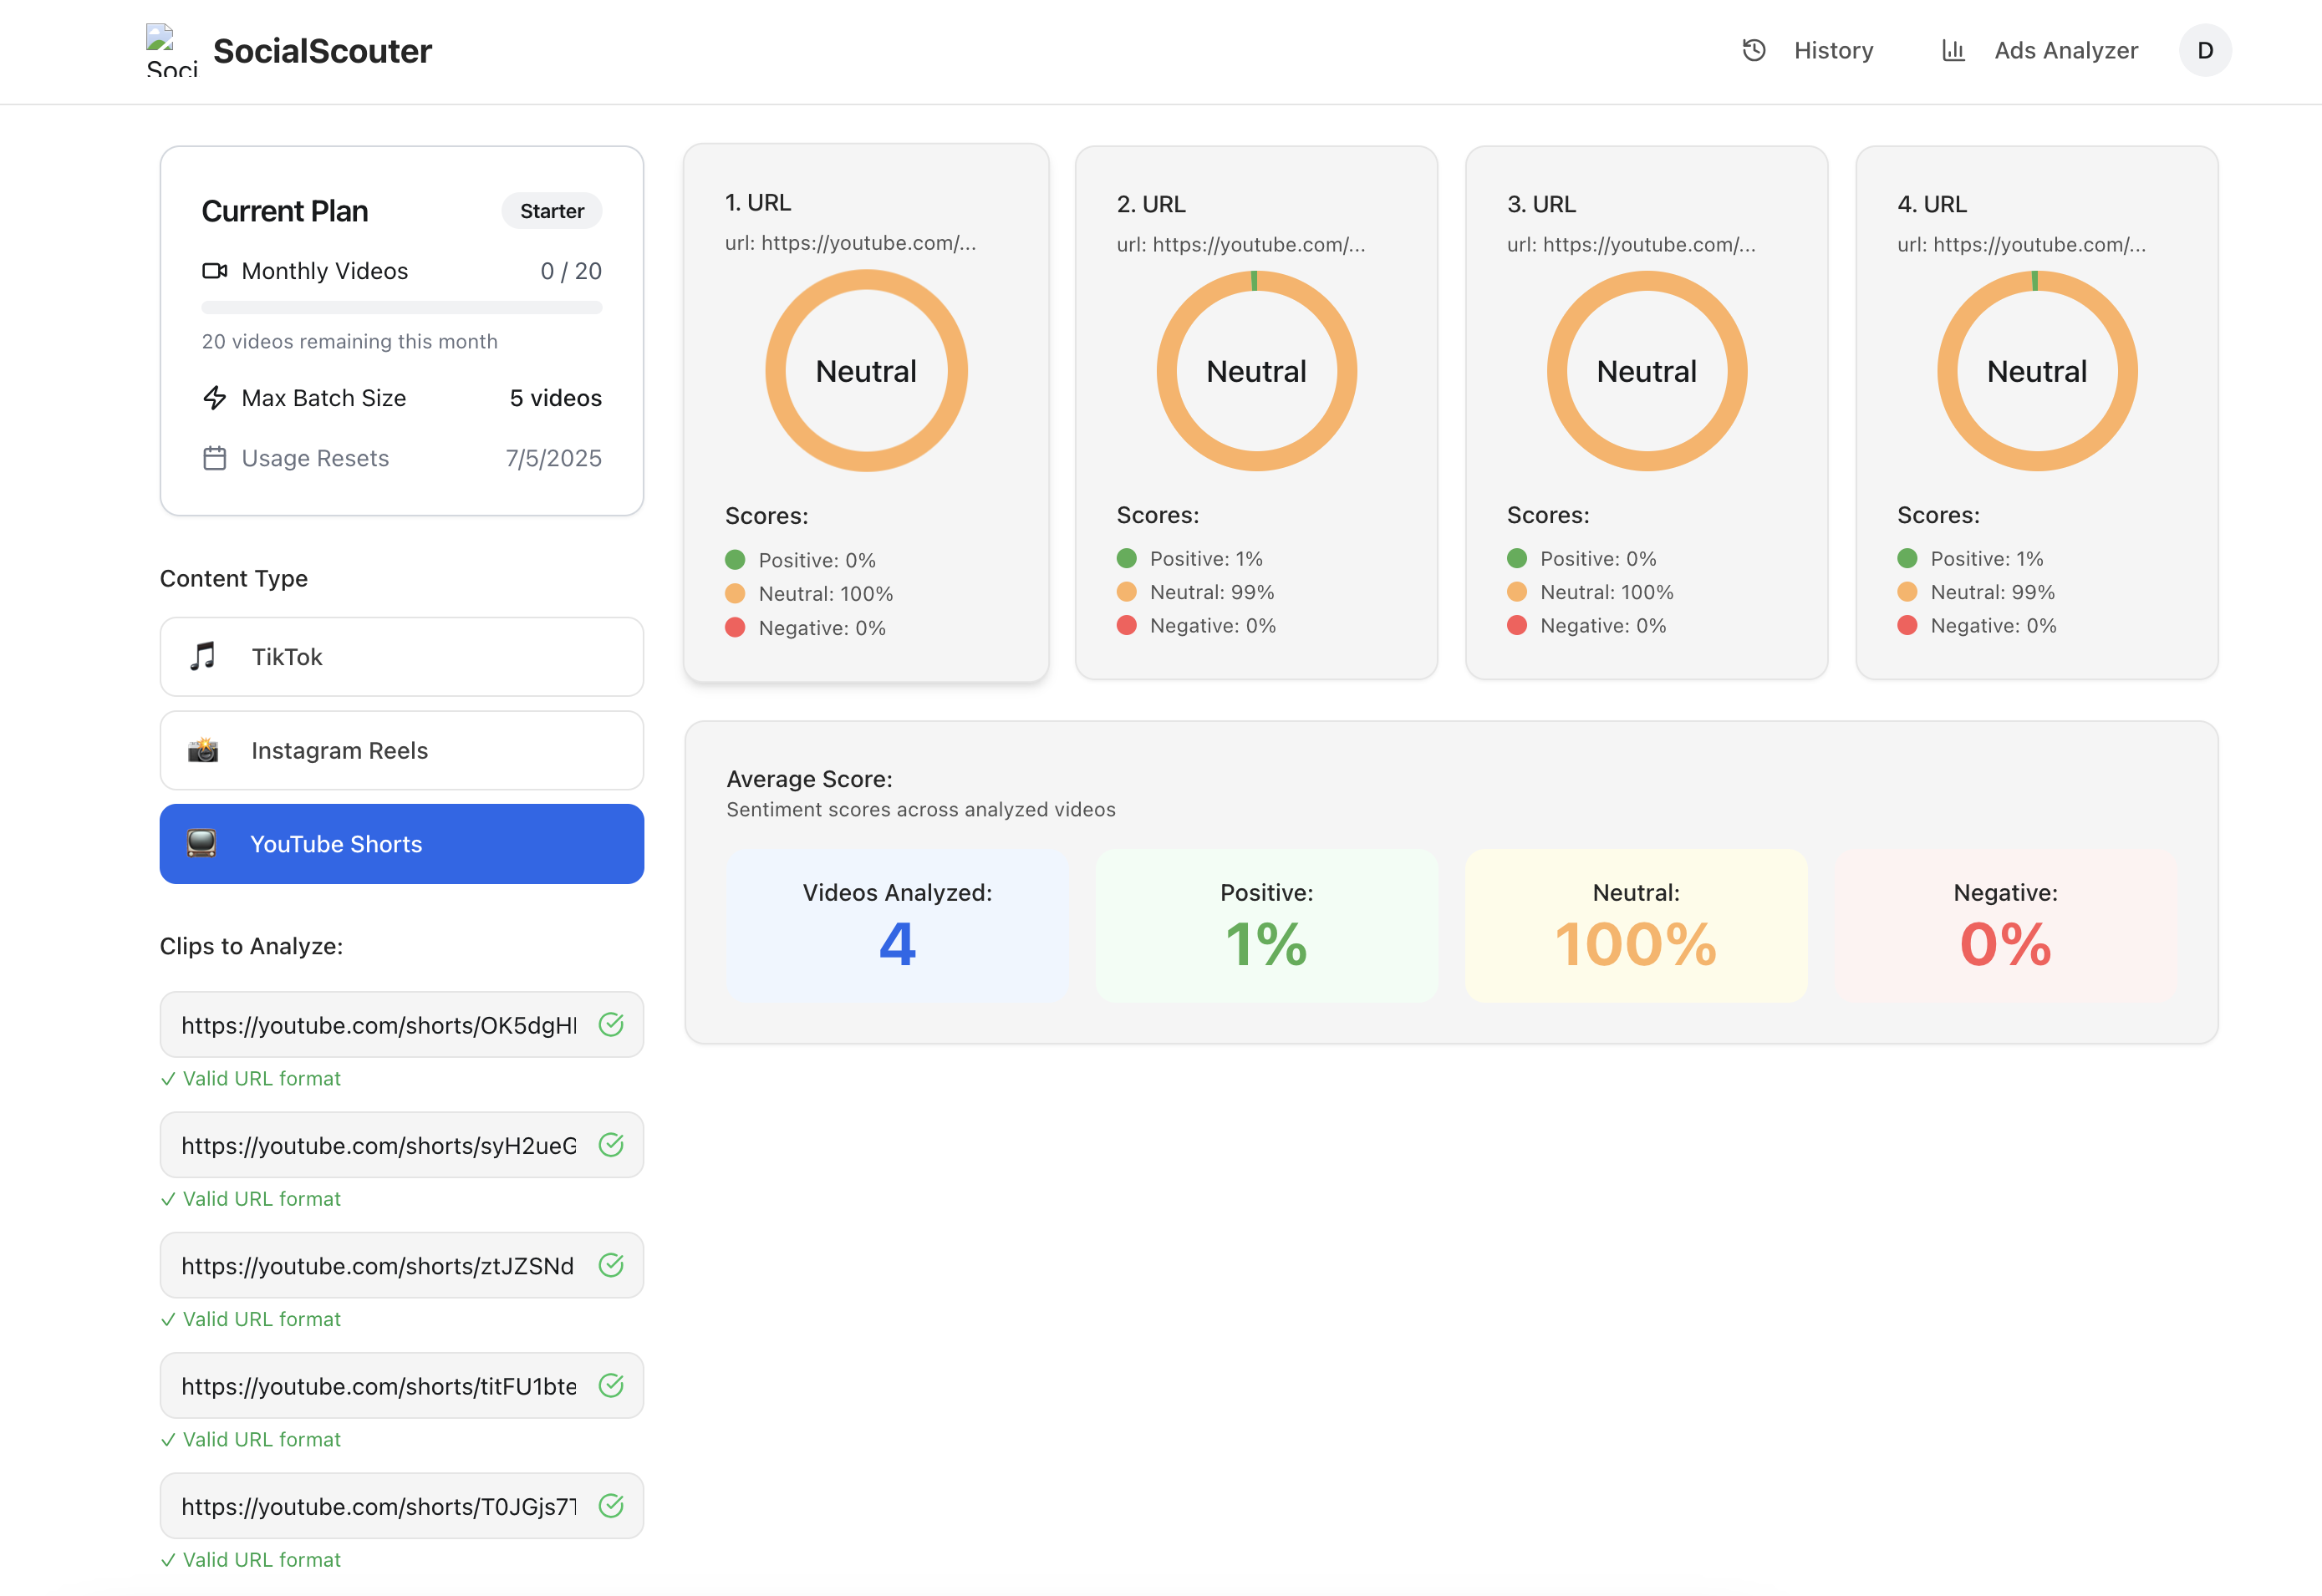 Soci
SocialScouter
History
Ads Analyzer
D
Current Plan
Starter
Monthly Videos
0 / 20
20 videos remaining this month
Max Batch Size
5 videos
Usage Resets
7/5/2025
Content Type
TikTok
Instagram Reels
YouTube Shorts
Clips to Analyze:
https://youtube.com/shorts/OK5dgHI
✓ Valid URL format
https://youtube.com/shorts/syH2ueG
✓ Valid URL format
https://youtube.com/shorts/ztJZSNd
✓ Valid URL format
https://youtube.com/shorts/titFU1bte
✓ Valid URL format
https://youtube.com/shorts/T0JGjs7T
✓ Valid URL format
1. URL
url: https://youtube.com/...
Neutral
Scores:
Positive: 0%
Neutral: 100%
Negative: 0%
2. URL
url: https://youtube.com/...
Neutral
Scores:
Positive: 1%
Neutral: 99%
Negative: 0%
3. URL
url: https://youtube.com/...
Neutral
Scores:
Positive: 0%
Neutral: 100%
Negative: 0%
4. URL
url: https://youtube.com/...
Neutral
Scores:
Positive: 1%
Neutral: 99%
Negative: 0%
Average Score:
Sentiment scores across analyzed videos
Videos Analyzed:
4
Positive:
1%
Neutral:
100%
Negative:
0%